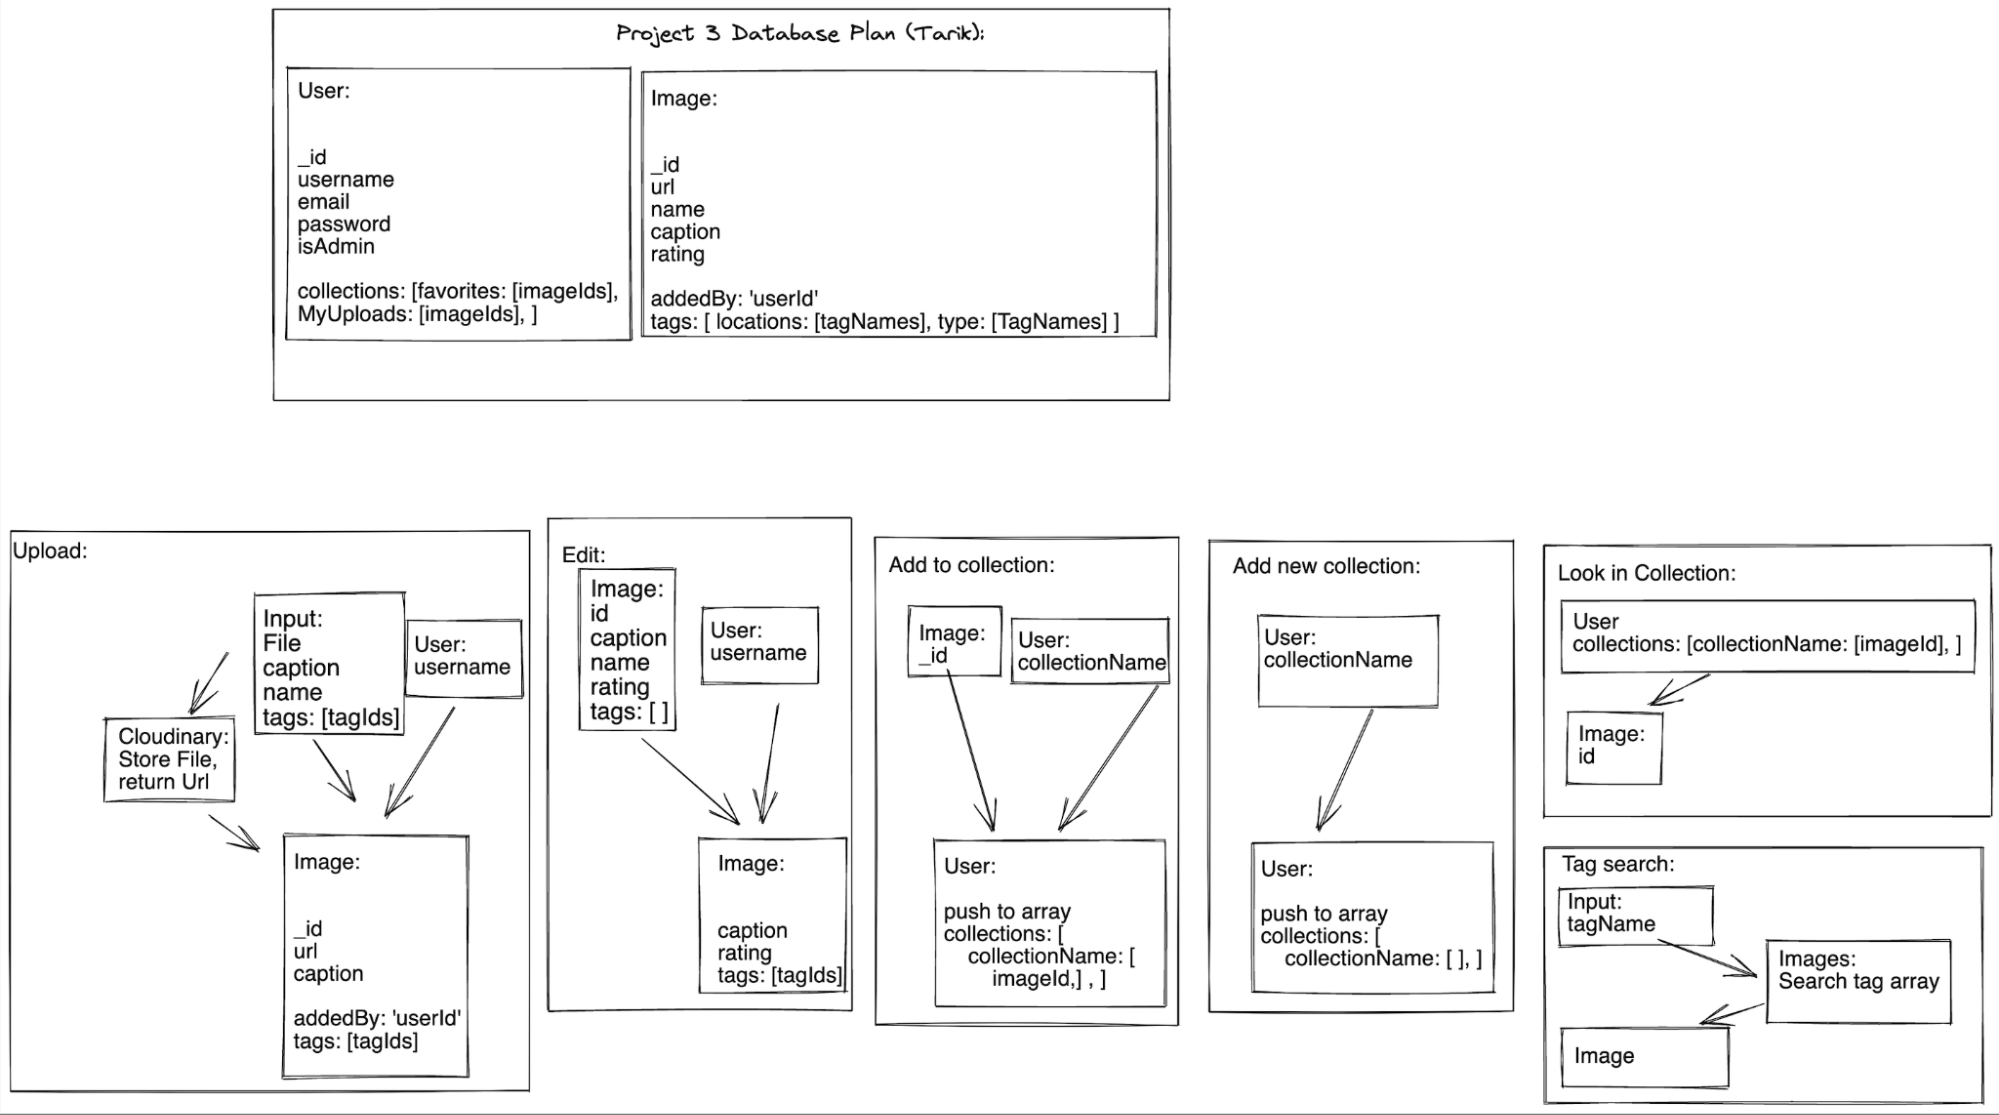 Project 3 Database Plan (Tarik):
User:
_id
username
email
password
isAdmin
collections: [favorites: [imageIds],
MyUploads: [imageIds], ]
Image:
_id
url
name
caption
rating
addedBy: 'userId'
tags: [ locations: [tagNames], type: [TagNames] ]
Upload:
Input:
File
caption
name
tags: [tagIds]
User:
username
Cloudinary:
Store File,
return Url
Image:
_id
url
caption
addedBy: 'userId'
tags: [tagIds]
Edit:
Image:
id
caption
name
rating
tags: [ ]
User:
username
Image:
caption
rating
tags: [tagIds]
Add to collection:
Image:
_id
User:
collectionName
User:
push to array
collections: [
collectionName: [
imageId,] , ]
Add new collection:
User:
collectionName
User:
push to array
collections: [
collectionName: [ ], ]
Look in Collection:
User
collections: [collectionName: [imageId], ]
Image:
id
Tag search:
Input:
tagName
Images:
Search tag array
Image